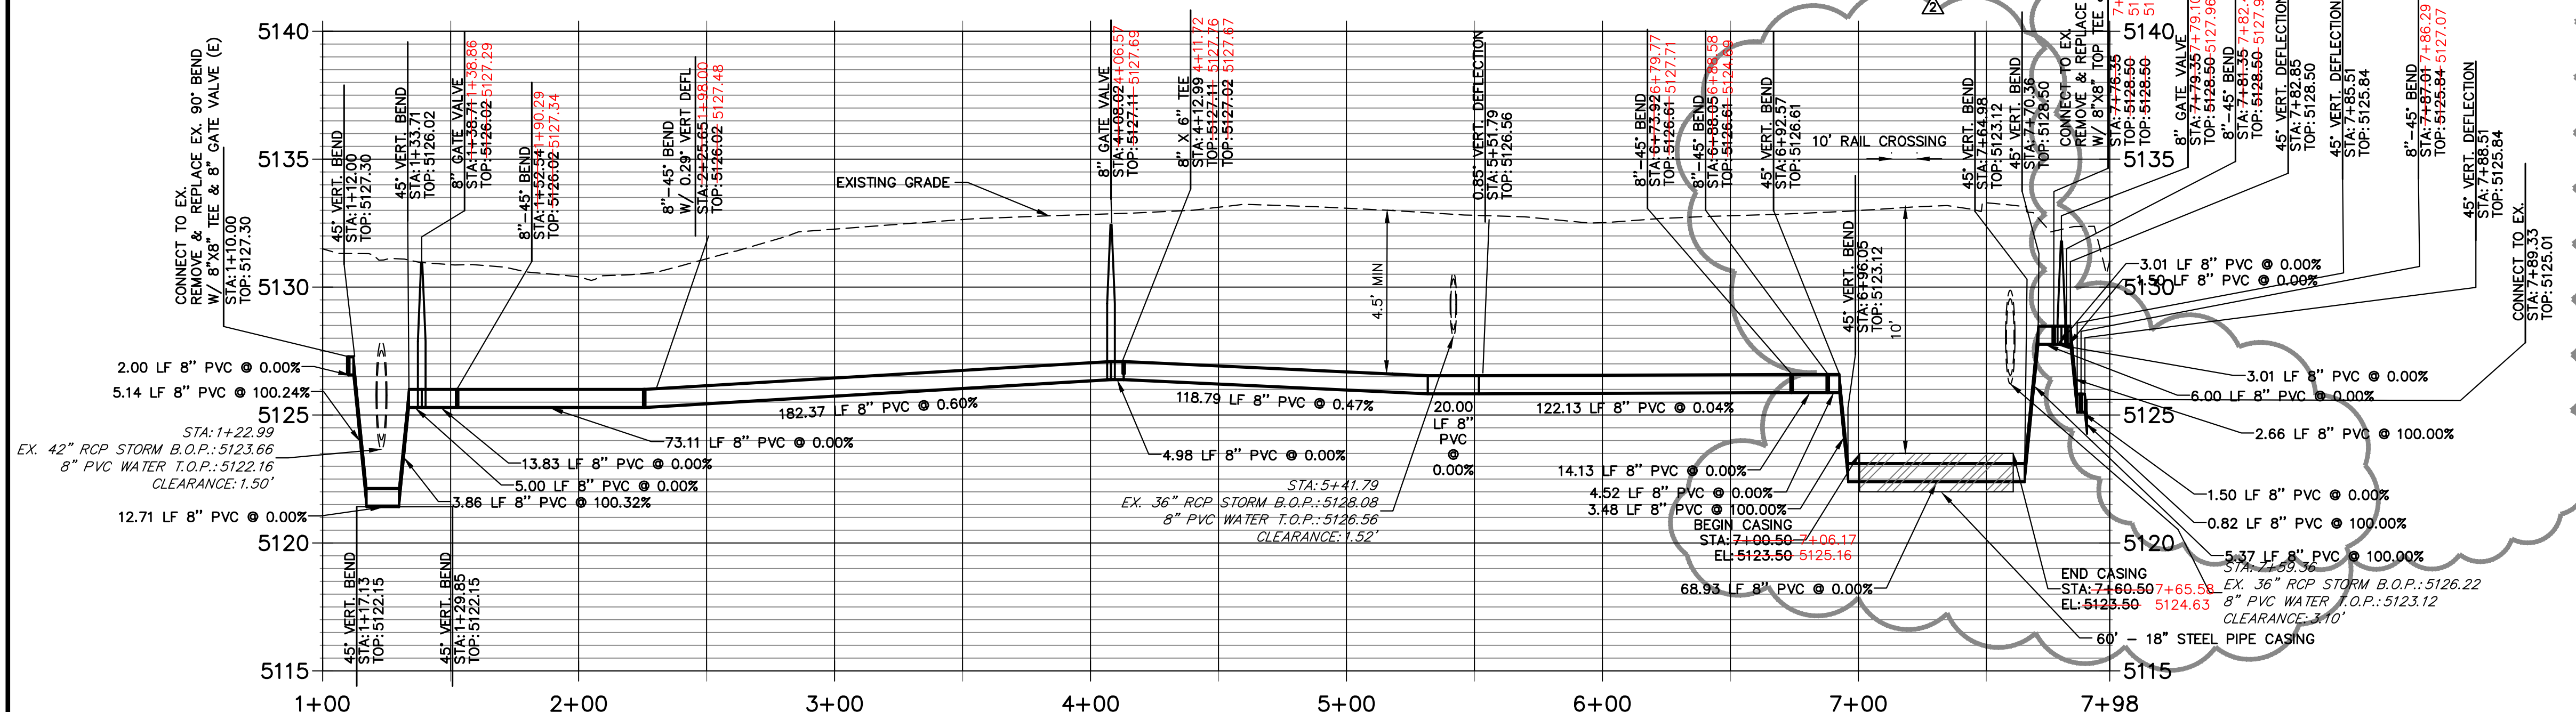 5140
5135
5130
5125
5120
5115
CONNECT TO EX.
REMOVE & REPLACE EX. 90° BEND
W/ 8"X8" TEE & 8" GATE VALVE (E)
STA:1+10.00
TOP:5127.30
45° VERT. BEND
STA:1+12.00
TOP:5127.30
45° VERT. BEND
STA:1+33.71
TOP:5126.02
8" GATE VALVE
STA:1+38.71 1+38.86
TOP:5126.02 5127.29
8"-45° BEND
STA:1+52.54 1+90.29
TOP:5126.02 5127.34
8"-45° BEND
W/ 0.29° VERT DEFL
STA:2+25.65 1+98.00
TOP:5126.02 5127.48
EXISTING GRADE
8" GATE VALVE
STA:4+08.02 4+06.57
TOP:5127.11 5127.69
8" X 6" TEE
STA:4+12.99 4+11.72
TOP:5127.11 5127.76
TOP:5127.02 5127.67
4.5' MIN
0.85° VERT. DEFLECTION
STA:5+51.79
TOP:5126.56
8"-45° BEND
STA:6+73.92 6+79.77
TOP:5126.61 5127.71
8"-45° BEND
STA:6+88.05 6+88.58
TOP:5126.61 5124.89
45° VERT. BEND
STA:6+92.57
TOP:5126.61
10' RAIL CROSSING
45° VERT. BEND
STA:6+96.05
TOP:5123.12
10'
45° VERT. BEND
STA:7+64.98
TOP:5123.12
45° VERT. BEND
STA:7+70.36
TOP:5128.50
2
CONNECT TO EX.
REMOVE & REPLACE
W/ 8"X8" TOP TEE
STA:7+76.35
TOP:5128.50
TOP:5128.50
8" GATE VALVE
STA:7+79.35 7+79.10
TOP:5128.50 5127.96
8"-45° BEND
STA:7+81.35 7+82.
TOP:5128.50 5127.9
45° VERT. DEFLECTION
STA:7+82.85
TOP:5128.50
45° VERT. DEFLECTION
STA:7+85.51
TOP:5125.84
8"-45° BEND
STA:7+87.01 7+86.29
TOP:5125.84 5127.07
45° VERT. DEFLECTION
STA:7+88.51
TOP:5125.84
CONNECT TO EX.
STA:7+89.33
TOP:5125.01
5140
5135
5130
5125
5120
5115
3.01 LF 8" PVC @ 0.00%
1.50 LF 8" PVC @ 0.00%
2.00 LF 8" PVC @ 0.00%
5.14 LF 8" PVC @ 100.24%
STA:1+22.99
EX. 42" RCP STORM B.O.P.:5123.66
8" PVC WATER T.O.P.:5122.16
CLEARANCE:1.50'
12.71 LF 8" PVC @ 0.00%
45° VERT. BEND
STA:1+17.13
TOP:5122.15
45° VERT. BEND
STA:1+29.85
TOP:5122.15
3.86 LF 8" PVC @ 100.32%
5.00 LF 8" PVC @ 0.00%
13.83 LF 8" PVC @ 0.00%
73.11 LF 8" PVC @ 0.00%
182.37 LF 8" PVC @ 0.60%
4.98 LF 8" PVC @ 0.00%
118.79 LF 8" PVC @ 0.47%
20.00
LF 8"
PVC
@
0.00%
STA:5+41.79
EX. 36" RCP STORM B.O.P.:5128.08
8" PVC WATER T.O.P.:5126.56
CLEARANCE:1.52'
122.13 LF 8" PVC @ 0.04%
14.13 LF 8" PVC @ 0.00%
4.52 LF 8" PVC @ 0.00%
3.48 LF 8" PVC @ 100.00%
BEGIN CASING
STA:7+00.50 7+06.17
EL:5123.50 5125.16
68.93 LF 8" PVC @ 0.00%
END CASING
STA:7+60.50 7+65.58
EL:5123.50 5124.63
60' - 18" STEEL PIPE CASING
3.01 LF 8" PVC @ 0.00%
6.00 LF 8" PVC @ 0.00%
2.66 LF 8" PVC @ 100.00%
1.50 LF 8" PVC @ 0.00%
0.82 LF 8" PVC @ 100.00%
5.37 LF 8" PVC @ 100.00%
STA:7+59.36
EX. 36" RCP STORM B.O.P.:5126.22
8" PVC WATER T.O.P.:5123.12
CLEARANCE:3.10'
1+00 2+00 3+00 4+00 5+00 6+00 7+00 7+98